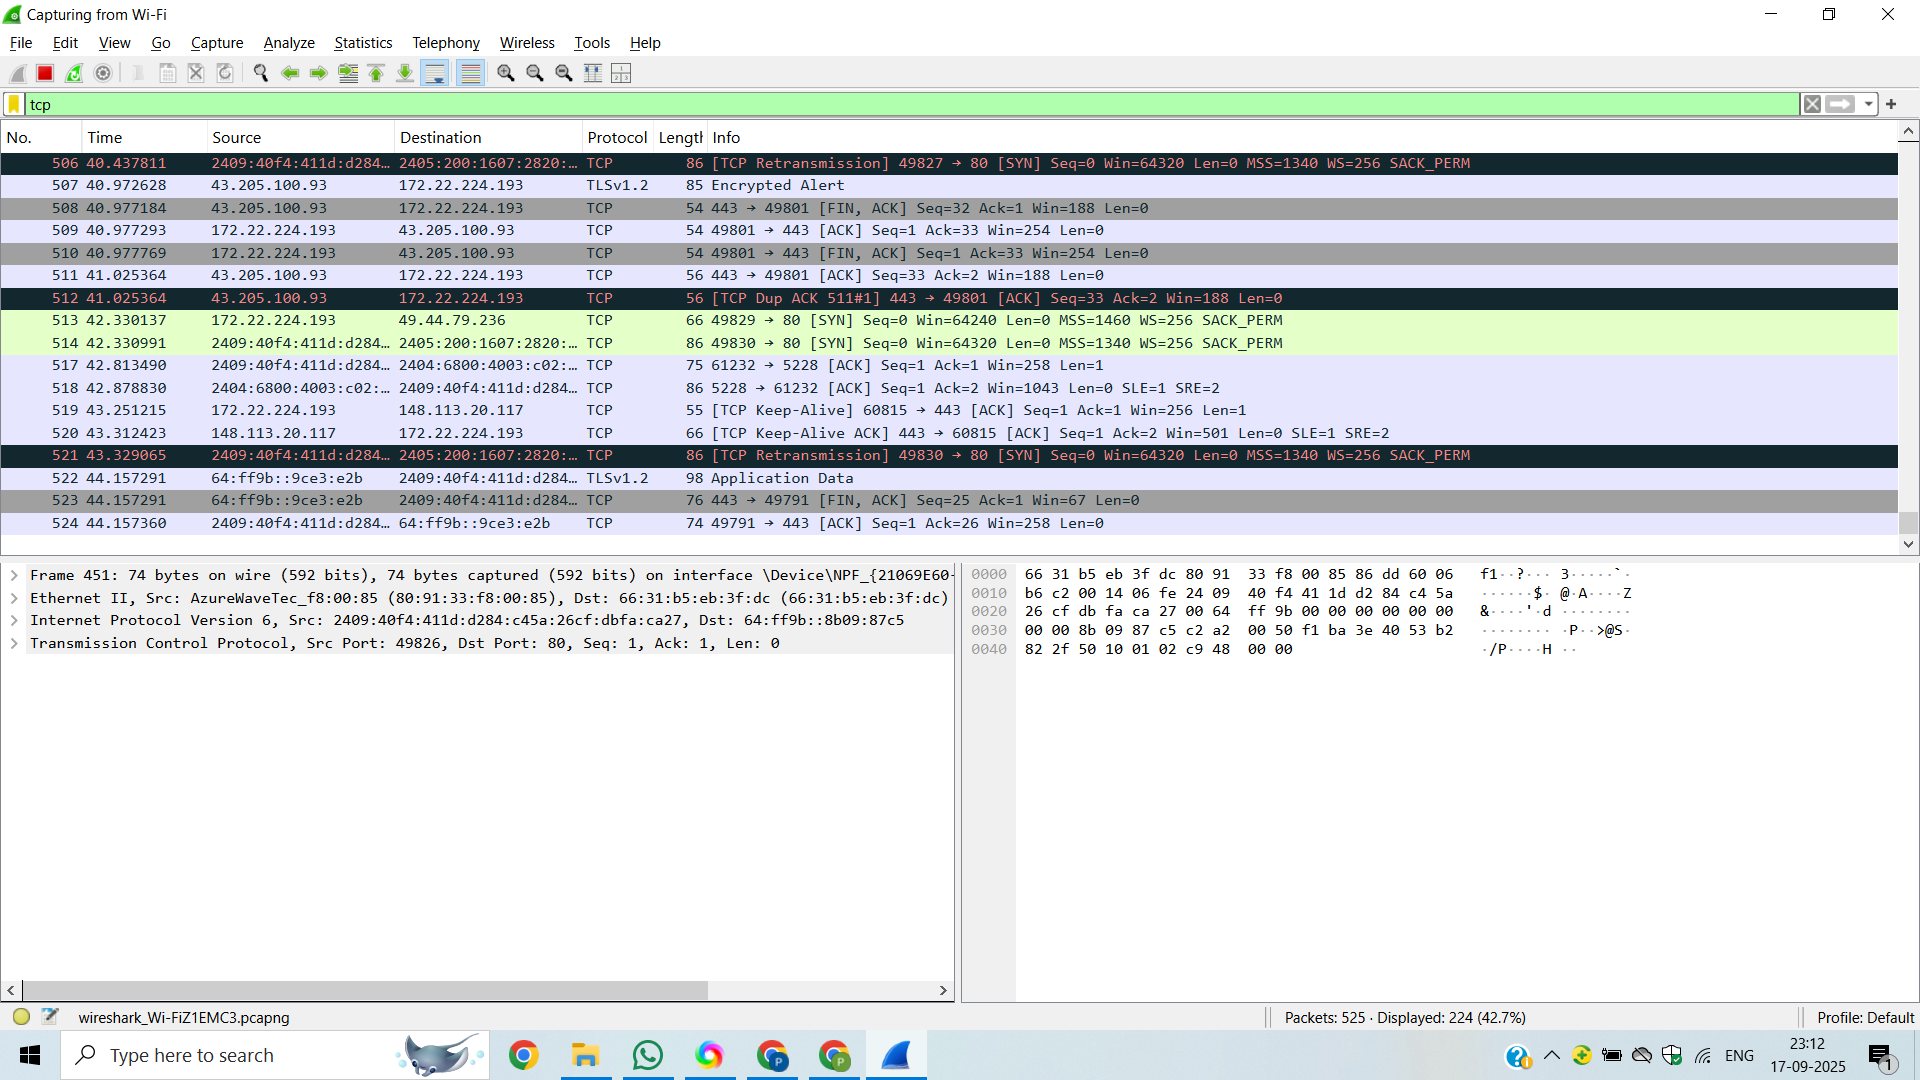 Capturing from Wi-Fi
File Edit View Go Capture Analyze Statistics Telephony Wireless Tools Help
tcp
No. Time Source Destination Protocol Length Info
506 40.437811 2409:40f4:411d:d284… 2405:200:1607:2820:… TCP 86 [TCP Retransmission] 49827 → 80 [SYN] Seq=0 Win=64320 Len=0 MSS=1340 WS=256 SACK_PERM
507 40.972628 43.205.100.93 172.22.224.193 TLSv1.2 85 Encrypted Alert
508 40.977184 43.205.100.93 172.22.224.193 TCP 54 443 → 49801 [FIN, ACK] Seq=32 Ack=1 Win=188 Len=0
509 40.977293 172.22.224.193 43.205.100.93 TCP 54 49801 → 443 [ACK] Seq=1 Ack=33 Win=254 Len=0
510 40.977769 172.22.224.193 43.205.100.93 TCP 54 49801 → 443 [FIN, ACK] Seq=1 Ack=33 Win=254 Len=0
511 41.025364 43.205.100.93 172.22.224.193 TCP 56 443 → 49801 [ACK] Seq=33 Ack=2 Win=188 Len=0
512 41.025364 43.205.100.93 172.22.224.193 TCP 56 [TCP Dup ACK 511#1] 443 → 49801 [ACK] Seq=33 Ack=2 Win=188 Len=0
513 42.330137 172.22.224.193 49.44.79.236 TCP 66 49829 → 80 [SYN] Seq=0 Win=64240 Len=0 MSS=1460 WS=256 SACK_PERM
514 42.330991 2409:40f4:411d:d284… 2405:200:1607:2820:… TCP 86 49830 → 80 [SYN] Seq=0 Win=64320 Len=0 MSS=1340 WS=256 SACK_PERM
517 42.813490 2409:40f4:411d:d284… 2404:6800:4003:c02:… TCP 75 61232 → 5228 [ACK] Seq=1 Ack=1 Win=258 Len=1
518 42.878830 2404:6800:4003:c02:… 2409:40f4:411d:d284… TCP 86 5228 → 61232 [ACK] Seq=1 Ack=2 Win=1043 Len=0 SLE=1 SRE=2
519 43.251215 172.22.224.193 148.113.20.117 TCP 55 [TCP Keep-Alive] 60815 → 443 [ACK] Seq=1 Ack=1 Win=256 Len=1
520 43.312423 148.113.20.117 172.22.224.193 TCP 66 [TCP Keep-Alive ACK] 443 → 60815 [ACK] Seq=1 Ack=2 Win=501 Len=0 SLE=1 SRE=2
521 43.329065 2409:40f4:411d:d284… 2405:200:1607:2820:… TCP 86 [TCP Retransmission] 49830 → 80 [SYN] Seq=0 Win=64320 Len=0 MSS=1340 WS=256 SACK_PERM
522 44.157291 64:ff9b::9ce3:e2b 2409:40f4:411d:d284… TLSv1.2 98 Application Data
523 44.157291 64:ff9b::9ce3:e2b 2409:40f4:411d:d284… TCP 76 443 → 49791 [FIN, ACK] Seq=25 Ack=1 Win=67 Len=0
524 44.157360 2409:40f4:411d:d284… 64:ff9b::9ce3:e2b TCP 74 49791 → 443 [ACK] Seq=1 Ack=26 Win=258 Len=0
Frame 451: 74 bytes on wire (592 bits), 74 bytes captured (592 bits) on interface \Device\NPF_{21069E60-
Ethernet II, Src: AzureWaveTec_f8:00:85 (80:91:33:f8:00:85), Dst: 66:31:b5:eb:3f:dc (66:31:b5:eb:3f:dc)
Internet Protocol Version 6, Src: 2409:40f4:411d:d284:c45a:26cf:dbfa:ca27, Dst: 64:ff9b::8b09:87c5
Transmission Control Protocol, Src Port: 49826, Dst Port: 80, Seq: 1, Ack: 1, Len: 0
0000 66 31 b5 eb 3f dc 80 91 33 f8 00 85 86 dd 60 06 f1··?··· 3·····`·
0010 b6 c2 00 14 06 fe 24 09 40 f4 41 1d d2 84 c4 5a ······$· @·A····Z
0020 26 cf db fa ca 27 00 64 ff 9b 00 00 00 00 00 00 &····'·d ········
0030 00 00 8b 09 87 c5 c2 a2 00 50 f1 ba 3e 40 53 b2 ········ ·P··>@S·
0040 82 2f 50 10 01 02 c9 48 00 00 ·/P····H ··
wireshark_Wi-FiZ1EMC3.pcapng
Packets: 525 · Displayed: 224 (42.7%)
Profile: Default
Type here to search
P
P
ENG
23:12
17-09-2025
1